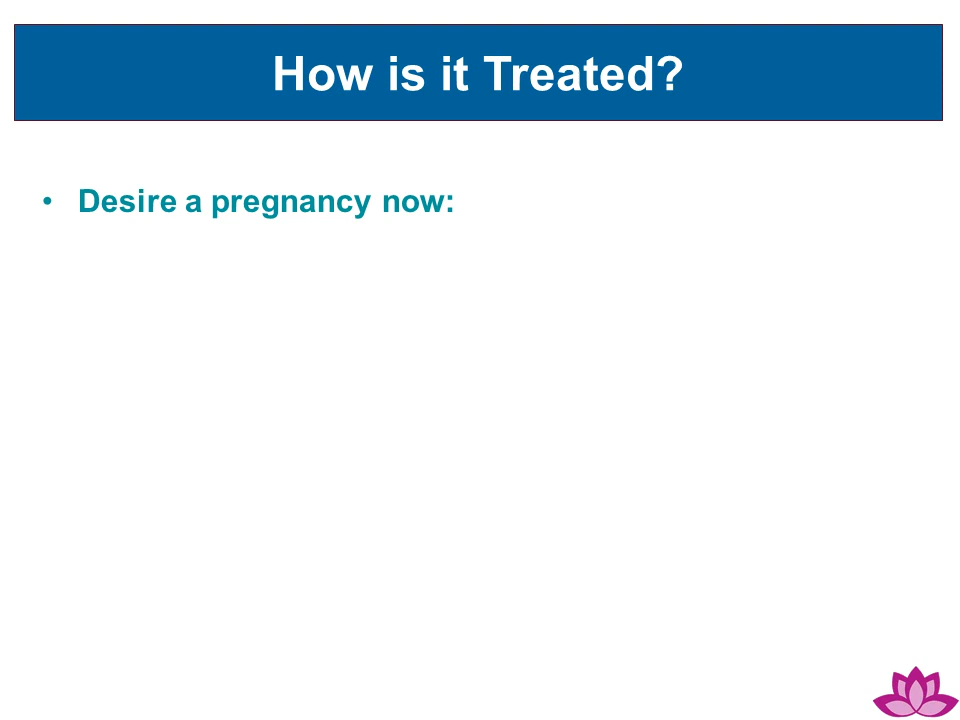 How is it Treated?
• Desire a pregnancy now: